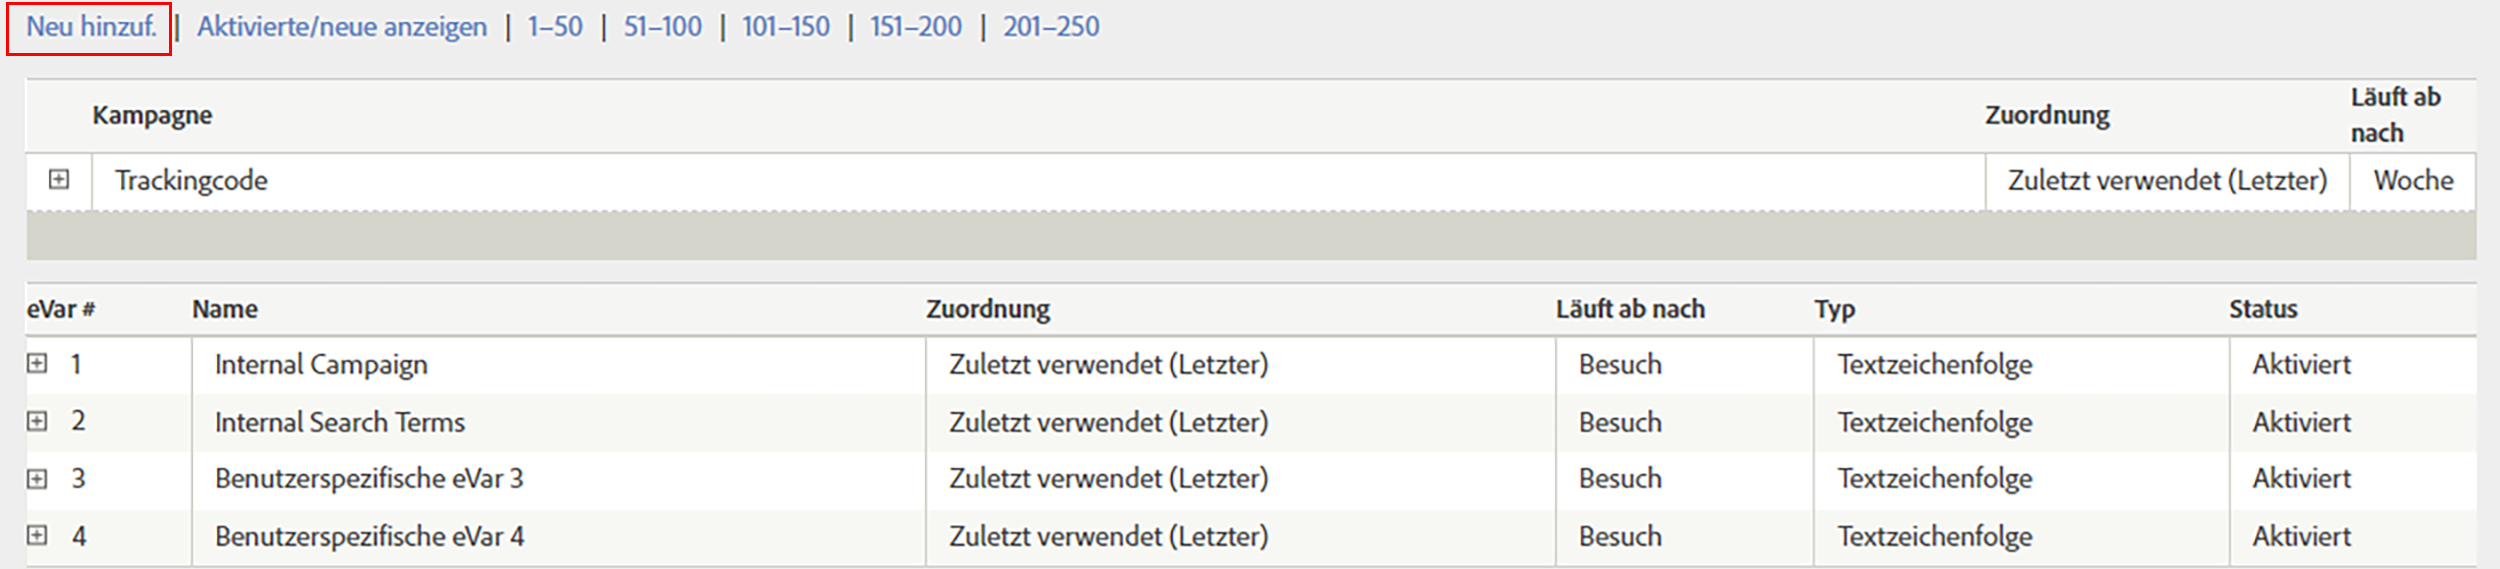 Neu hinzuf. | Aktivierte/neue anzeigen | 1–50 | 51–100 | 101–150 | 151–200 | 201–250
Kampagne Zuordnung Läuft ab nach
Trackingcode Zuletzt verwendet (Letzter) Woche
eVar # Name Zuordnung Läuft ab nach Typ Status
1 Internal Campaign Zuletzt verwendet (Letzter) Besuch Textzeichenfolge Aktiviert
2 Internal Search Terms Zuletzt verwendet (Letzter) Besuch Textzeichenfolge Aktiviert
3 Benutzerspezifische eVar 3 Zuletzt verwendet (Letzter) Besuch Textzeichenfolge Aktiviert
4 Benutzerspezifische eVar 4 Zuletzt verwendet (Letzter) Besuch Textzeichenfolge Aktiviert